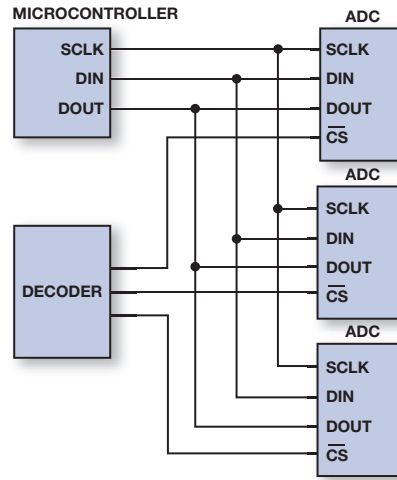 MICROCONTROLLER
SCLK
DIN
DOUT
DECODER
ADC
SCLK
DIN
DOUT
CS
ADC
SCLK
DIN
DOUT
CS
ADC
SCLK
DIN
DOUT
CS